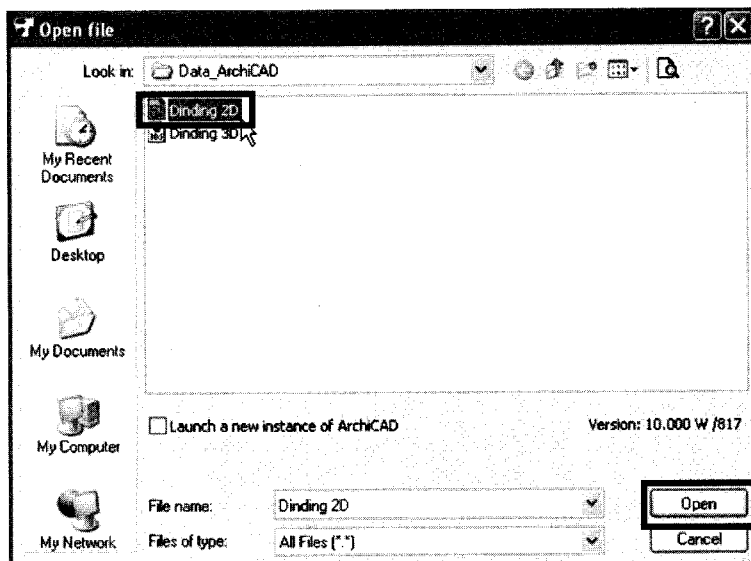 Open file
Look in: Data_ArchiCAD
Dinding 2D
Dinding 3D
My Recent
Documents
Desktop
My Documents
My Computer
My Network
Launch a new instance of ArchiCAD
Version: 10.000 W /817
File name: Dinding 2D
Open
Files of type: All Files (*.*)
Cancel